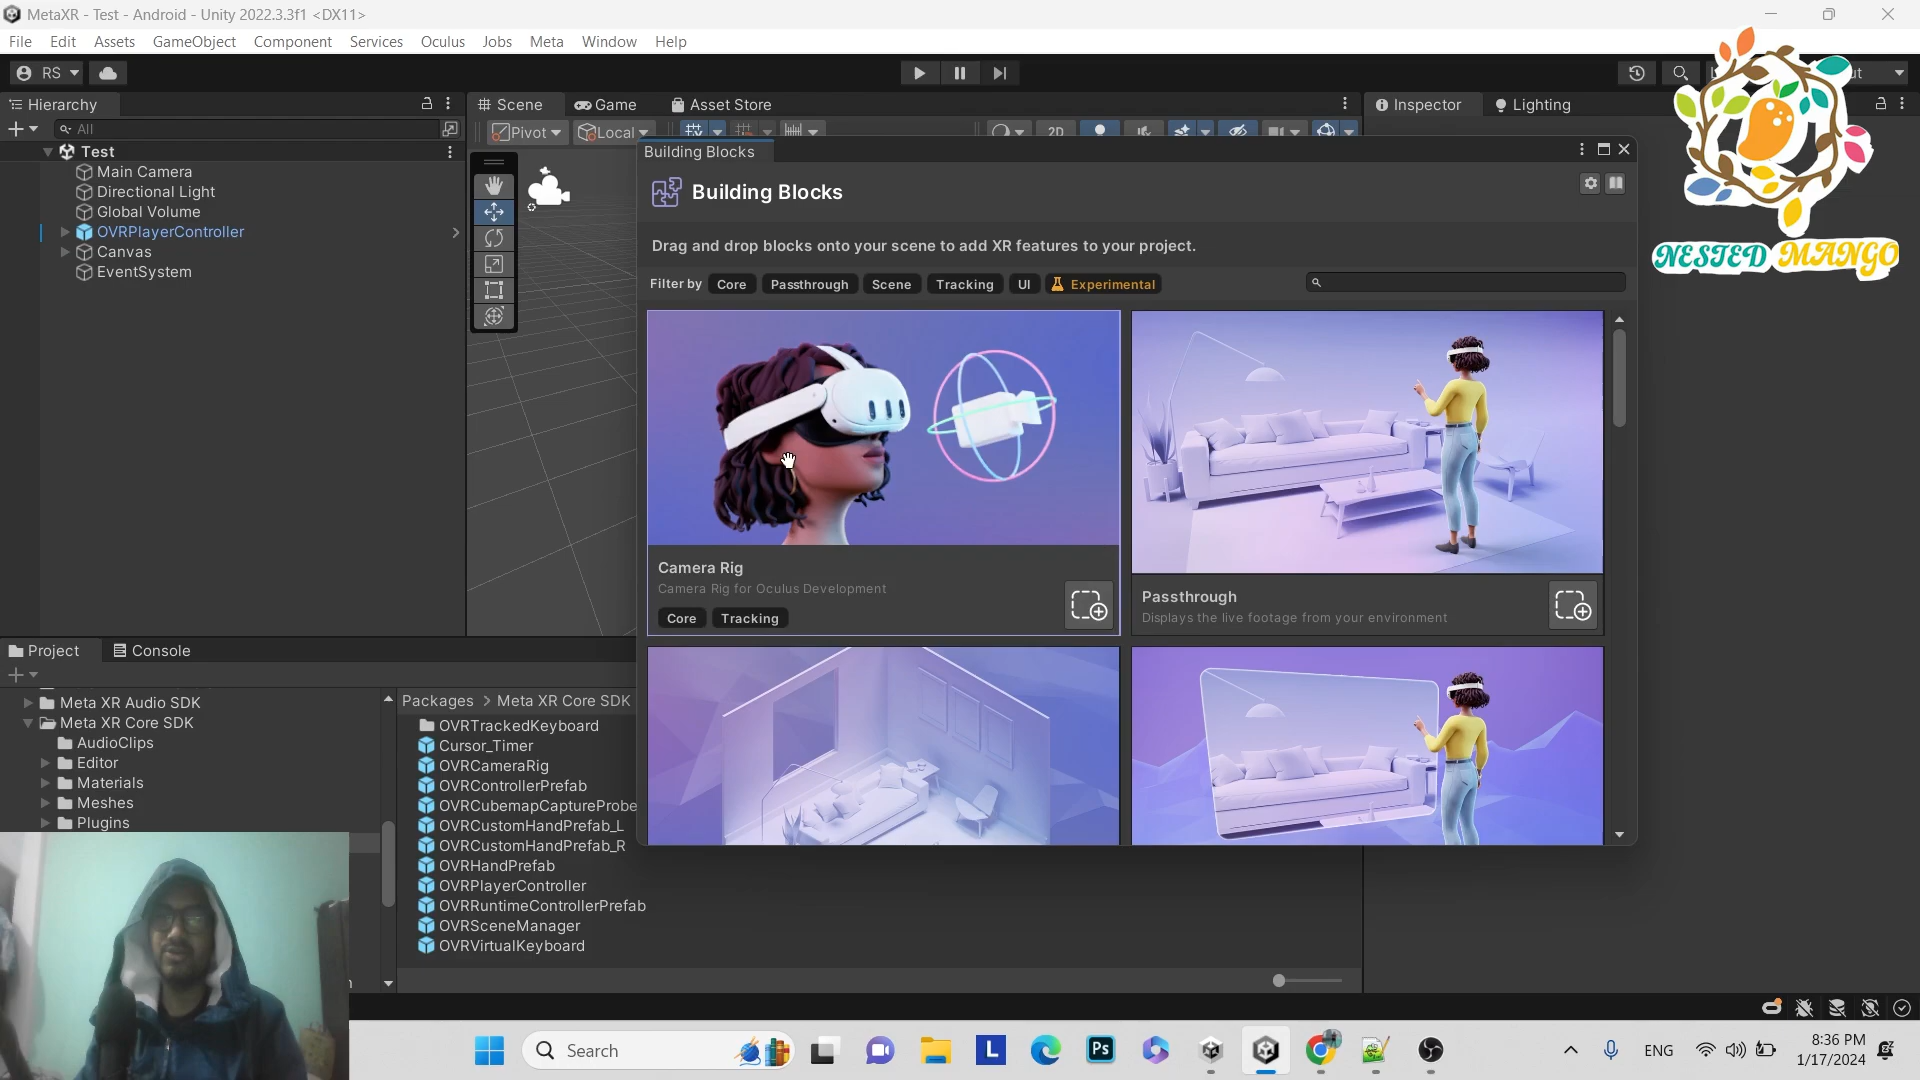 MetaXR - Test - Android - Unity 2022.3.3f1 <DX11>
File Edit Assets GameObject Component Services Oculus Jobs Meta Window Help
RS
Hierarchy
Scene
Game
Asset Store
Inspector
Lighting
All
Pivot
Local
2D
Test
Main Camera
Directional Light
Global Volume
OVRPlayerController
Canvas
EventSystem
Building Blocks
Building Blocks
Drag and drop blocks onto your scene to add XR features to your project.
Filter by Core Passthrough Scene Tracking UI Experimental
Camera Rig
Camera Rig for Oculus Development
Core Tracking
Passthrough
Displays the live footage from your environment
NESTED MANGO
Project
Console
Meta XR Audio SDK
Meta XR Core SDK
AudioClips
Editor
Materials
Meshes
Plugins
Packages > Meta XR Core SDK
OVRTrackedKeyboard
Cursor_Timer
OVRCameraRig
OVRControllerPrefab
OVRCubemapCaptureProbe
OVRCustomHandPrefab_L
OVRCustomHandPrefab_R
OVRHandPrefab
OVRPlayerController
OVRRuntimeControllerPrefab
OVRSceneManager
OVRVirtualKeyboard
Search
L
Ps
ENG
8:36 PM
1/17/2024